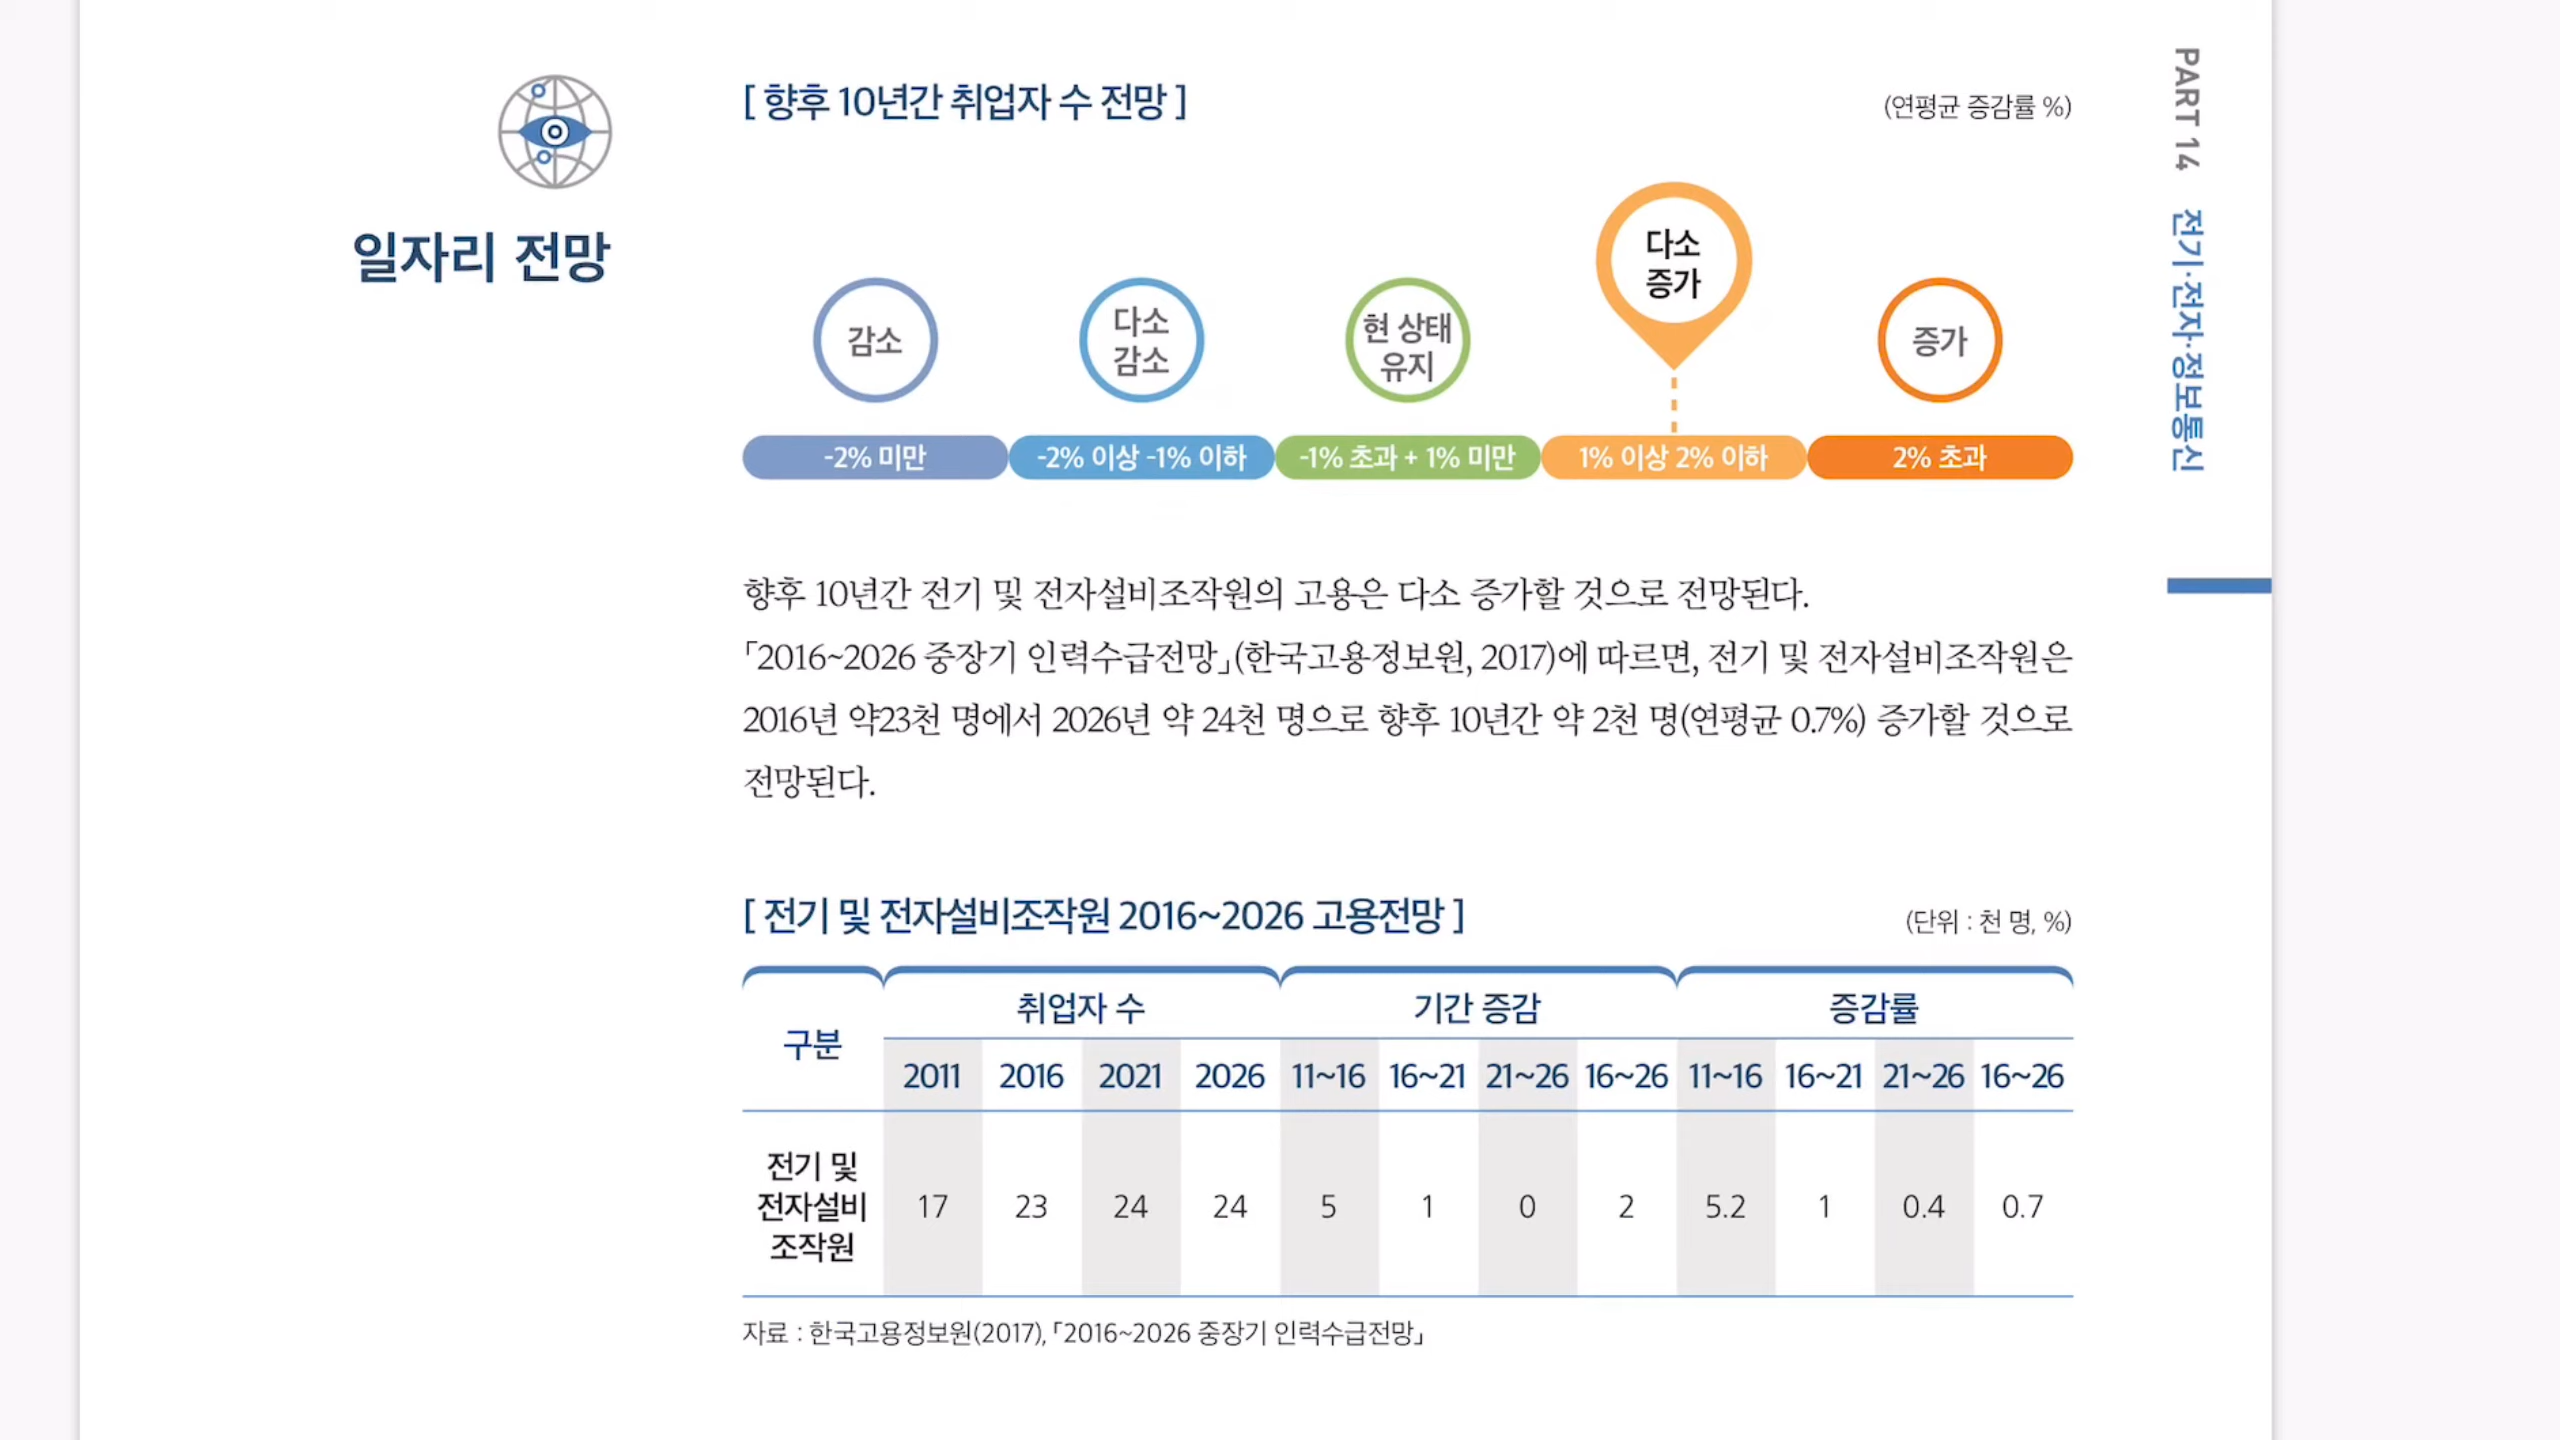 일자리 전망
[ 향후 10년간 취업자 수 전망 ]
(연평균 증감률 %)
감소
다소
감소
현 상태
유지
다소
증가
증가
-2% 미만
-2% 이상 -1% 이하
-1% 초과 + 1% 미만
1% 이상 2% 이하
2% 초과
향후 10년간 전기 및 전자설비조작원의 고용은 다소 증가할 것으로 전망된다.
「2016~2026 중장기 인력수급전망」(한국고용정보원, 2017)에 따르면, 전기 및 전자설비조작원은
2016년 약23천 명에서 2026년 약 24천 명으로 향후 10년간 약 2천 명(연평균 0.7%) 증가할 것으로
전망된다.
[ 전기 및 전자설비조작원 2016~2026 고용전망 ]
(단위 : 천 명, %)
구분
취업자 수
기간 증감
증감률
2011 2016 2021 2026 11~16 16~21 21~26 16~26 11~16 16~21 21~26 16~26
전기 및
전자설비
조작원
17 23 24 24 5 1 0 2 5.2 1 0.4 0.7
자료 : 한국고용정보원(2017), 「2016~2026 중장기 인력수급전망」
PART 14 전기·전자·정보통신